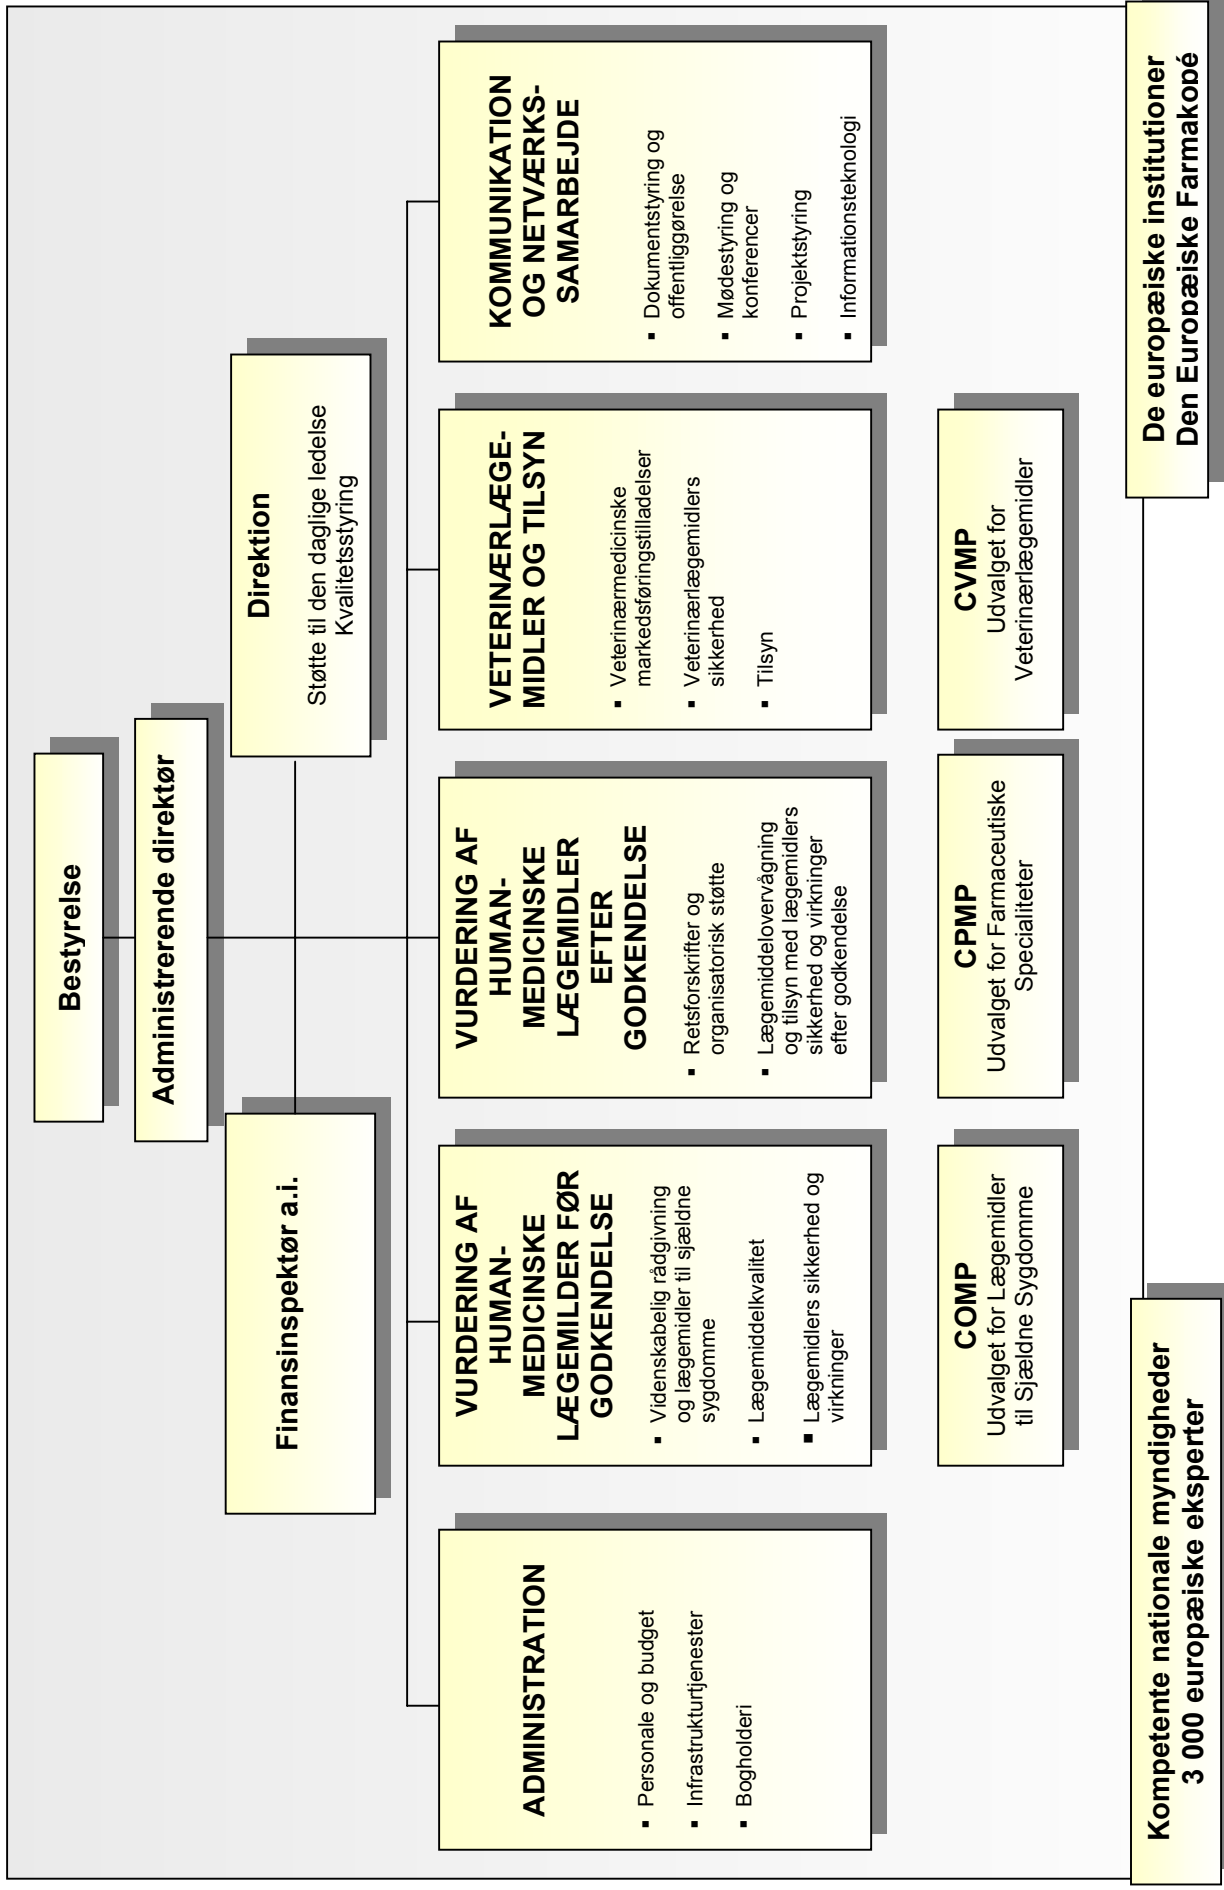 Bestyrelse
Administrerende direktør
Finansinspektør a.i.
Direktion
Støtte til den daglige ledelse
Kvalitetsstyring
ADMINISTRATION
▪ Personale og budget
▪ Infrastrukturtjenester
▪ Bogholderi
VURDERING AF
HUMAN-
MEDICINSKE
LÆGEMILDER FØR
GODKENDELSE
▪ Videnskabelig rådgivning
og lægemidler til sjældne
sygdomme
▪ Lægemiddelkvalitet
▪ Lægemidlers sikkerhed og
virkninger
VURDERING AF
HUMAN-
MEDICINSKE
LÆGEMIDLER
EFTER
GODKENDELSE
▪ Retsforskrifter og
organisatorisk støtte
▪ Lægemiddelovervågning
og tilsyn med lægemidlers
sikkerhed og virkninger
efter godkendelse
VETERINÆRLÆGE-
MIDLER OG TILSYN
▪ Veterinærmedicinske
markedsføringstilladelser
▪ Veterinærlægemidlers
sikkerhed
▪ Tilsyn
KOMMUNIKATION
OG NETVÆRKS-
SAMARBEJDE
▪ Dokumentstyring og
offentliggørelse
▪ Mødestyring og
konferencer
▪ Projektstyring
▪ Informationsteknologi
COMP
Udvalget for Lægemidler
til Sjældne Sygdomme
CPMP
Udvalget for Farmaceutiske
Specialiteter
CVMP
Udvalget for
Veterinærlægemidler
Kompetente nationale myndigheder
3 000 europæiske eksperter
De europæiske institutioner
Den Europæiske Farmakopé